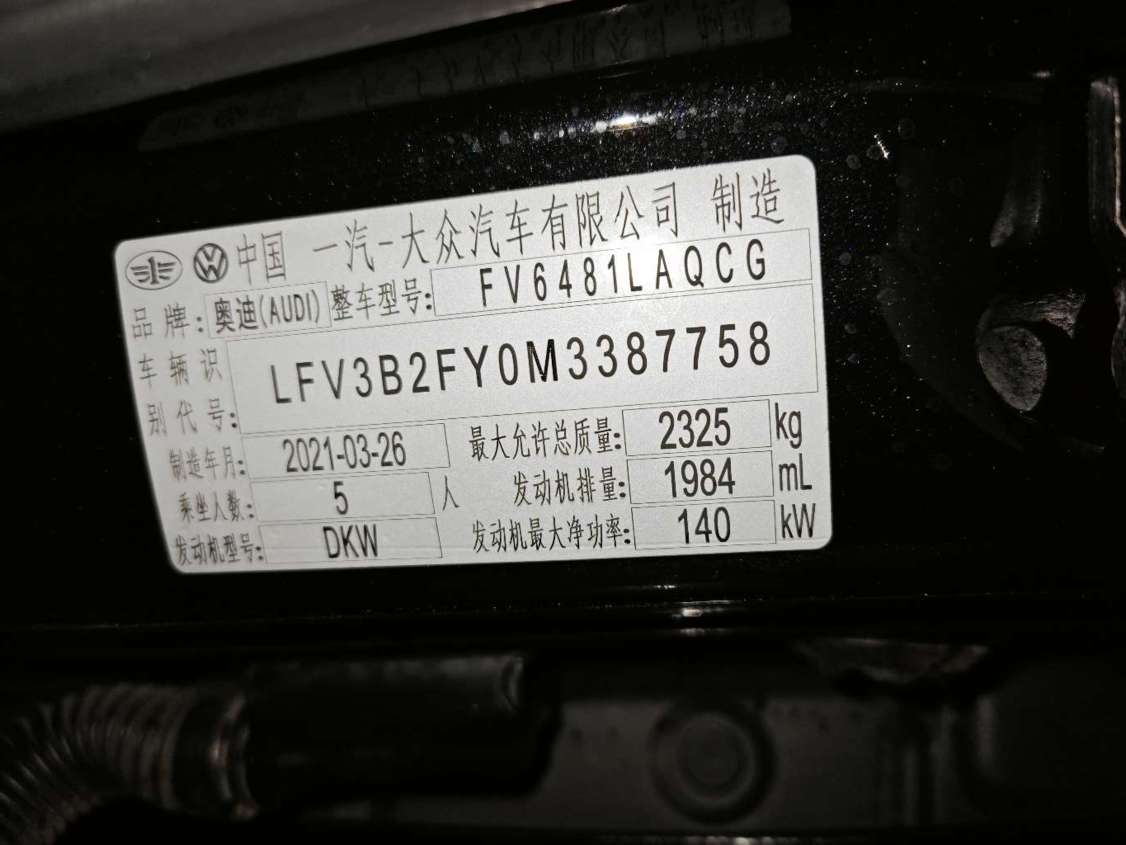 中国 一汽-大众汽车有限公司 制造
品牌: 奥迪(AUDI) 整车型号: FV6481LAQCG
车辆识别代号: LFV3B2FY0M3387758
制造年月: 2021-03-26 最大允许总质量: 2325 kg
乘坐人数: 5 人 发动机排量: 1984 mL
发动机型号: DKW 发动机最大净功率: 140 kW